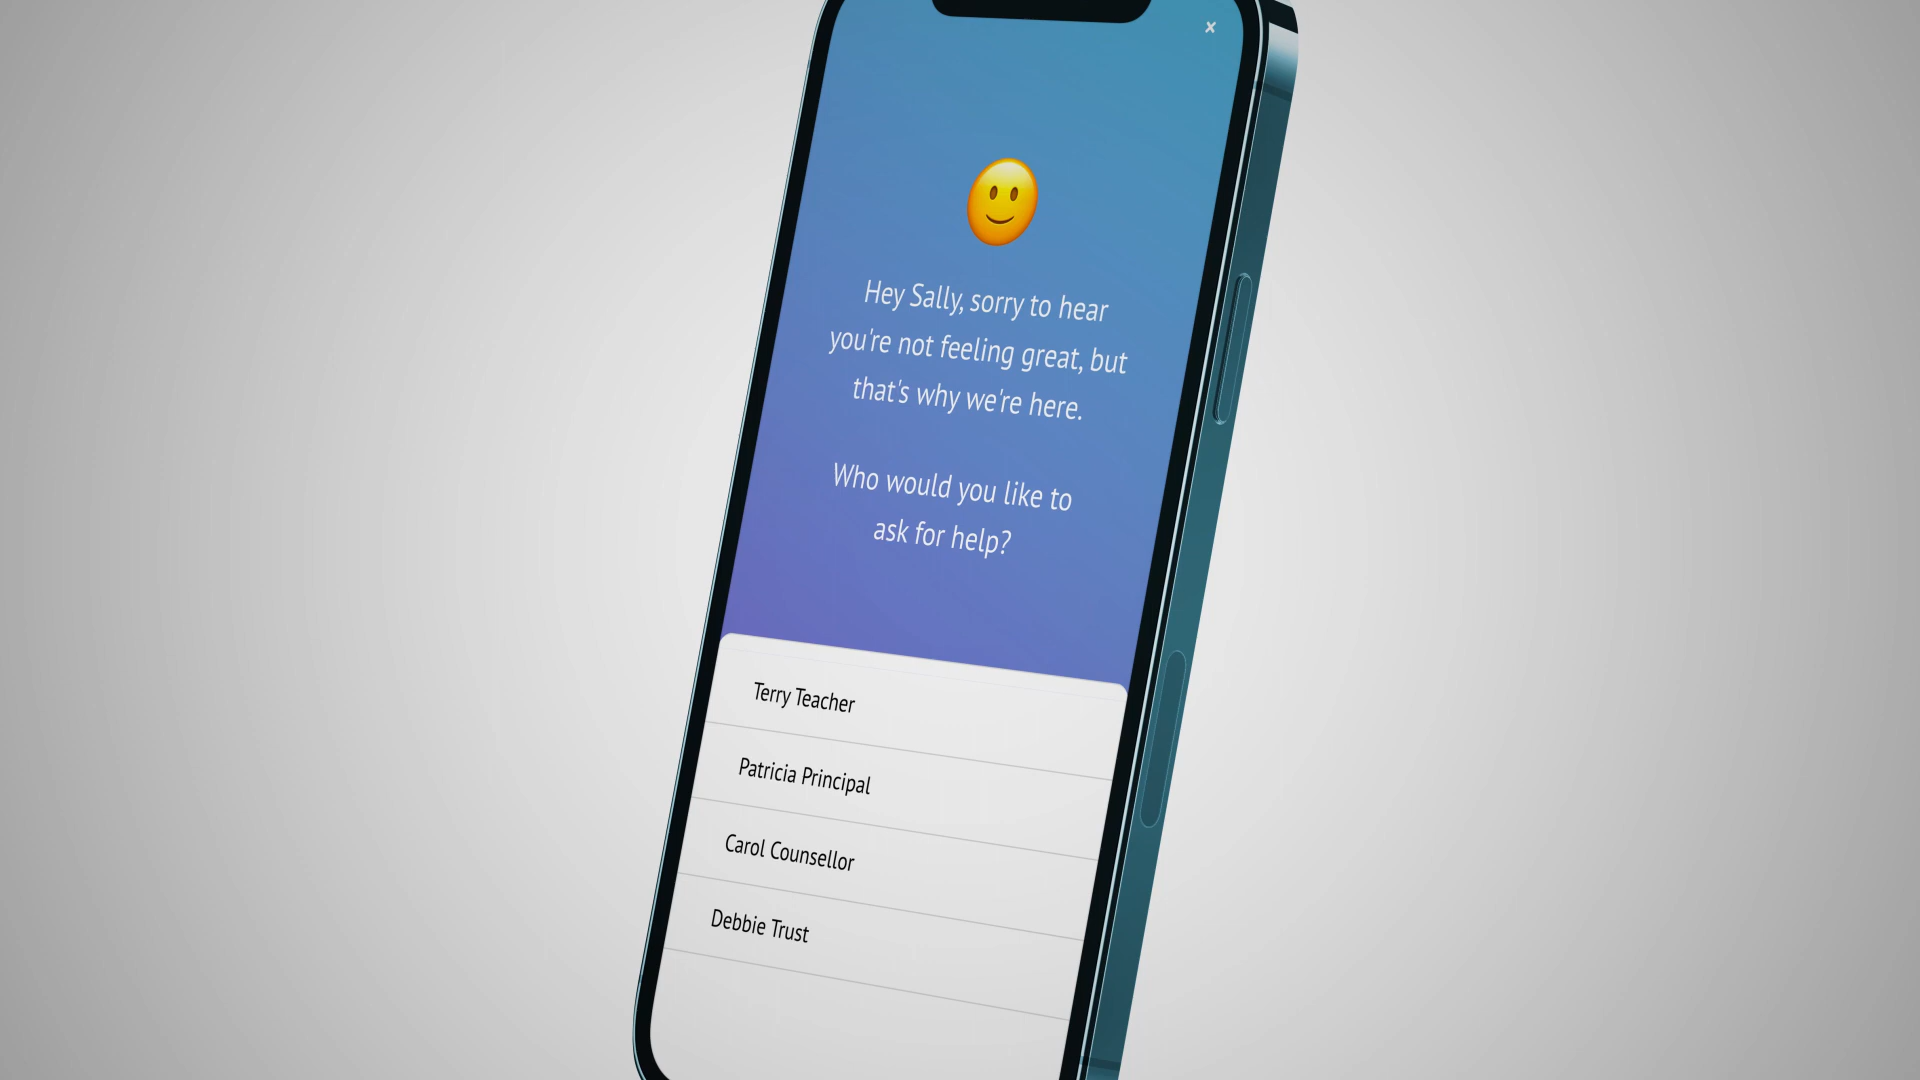 Hey Sally, sorry to hear
you're not feeling great, but
that's why we're here.
Who would you like to
ask for help?
Terry Teacher
Patricia Principal
Carol Counsellor
Debbie Trust